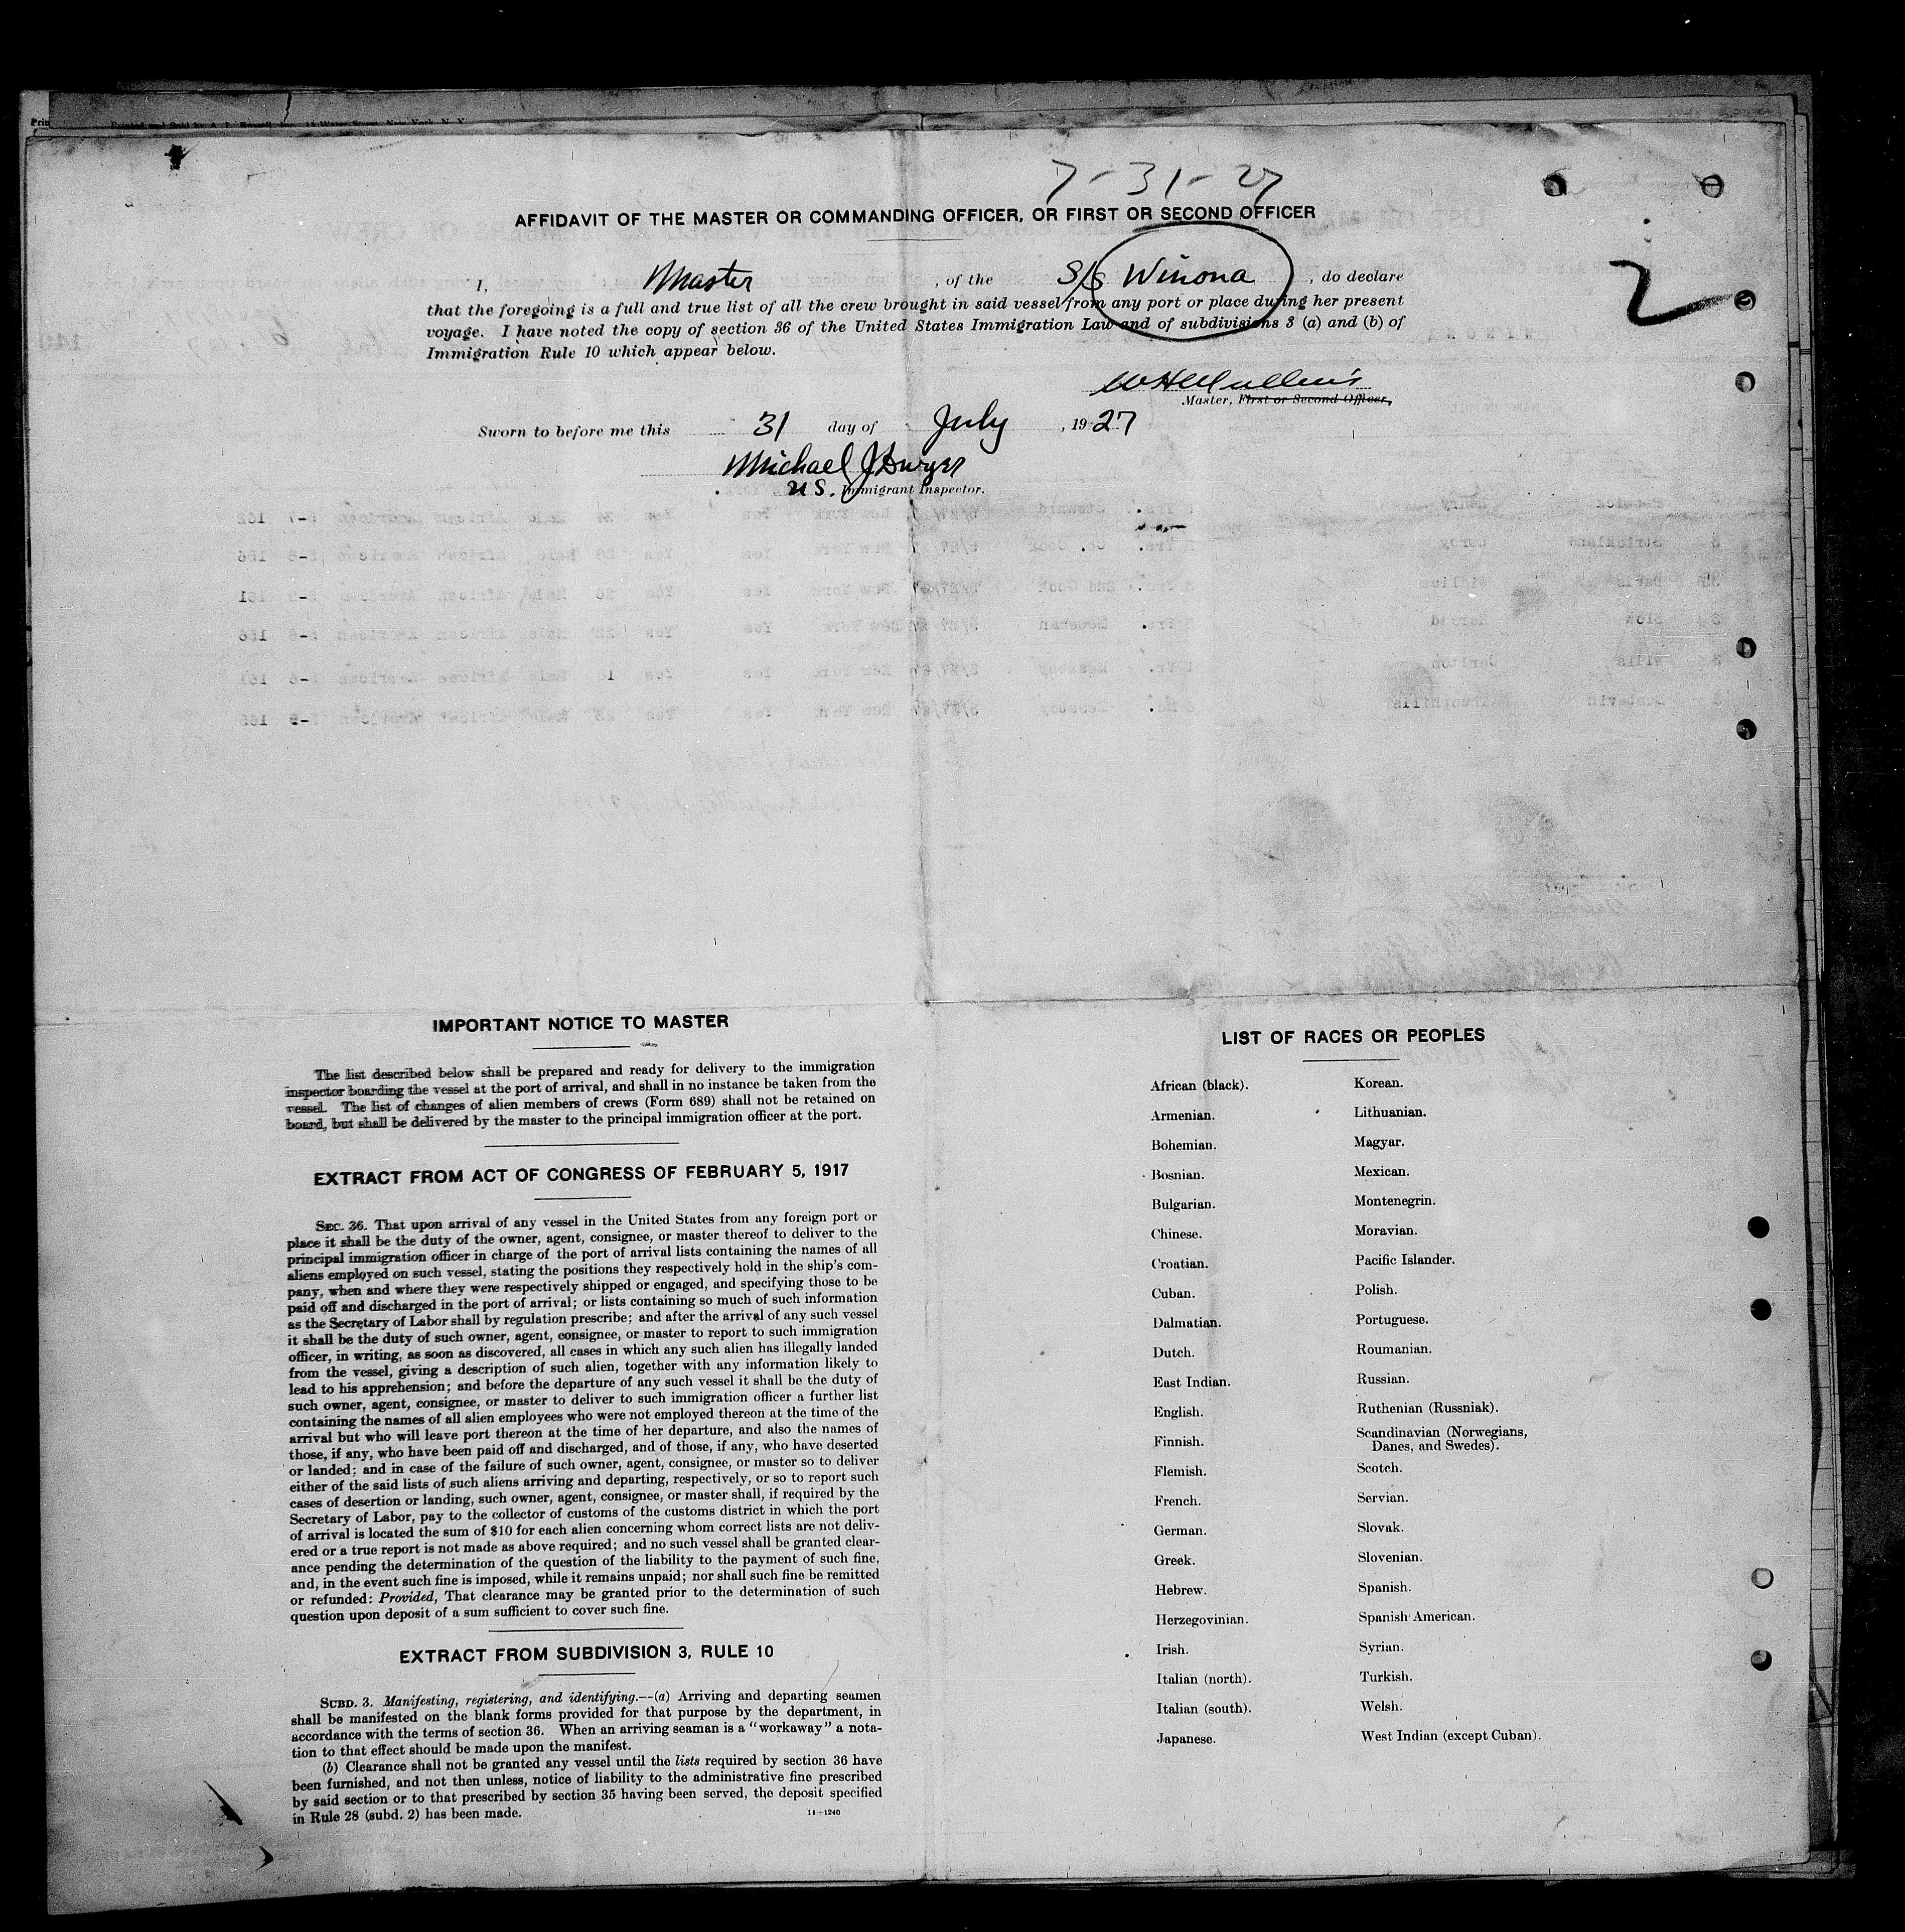 7-31-27
AFFIDAVIT OF THE MASTER OR COMMANDING OFFICER, OR FIRST OR SECOND OFFICER
I, Master, of the S/S Winona, do declare
that the foregoing is a full and true list of all the crew brought in said vessel from any port or place during her present
voyage. I have noted the copy of section 36 of the United States Immigration Law and of subdivisions 3 (a) and (b) of
Immigration Rule 10 which appear below.
2
Master, First or Second Officer,
Sworn to before me this 31 day of July, 1927
Michael J Dwyer
U.S. Immigrant Inspector.
IMPORTANT NOTICE TO MASTER
The list described below shall be prepared and ready for delivery to the immigration
inspector boarding the vessel at the port of arrival, and shall in no instance be taken from the
vessel. The list of changes of alien members of crews (Form 689) shall not be retained on
board, but shall be delivered by the master to the principal immigration officer at the port.
EXTRACT FROM ACT OF CONGRESS OF FEBRUARY 5, 1917
SEC. 36. That upon arrival of any vessel in the United States from any foreign port or
place it shall be the duty of the owner, agent, consignee, or master thereof to deliver to the
principal immigration officer in charge of the port of arrival lists containing the names of all
aliens employed on such vessel, stating the positions they respectively hold in the ship's com-
pany, when and where they were respectively shipped or engaged, and specifying those to be
paid off and discharged in the port of arrival; or lists containing so much of such information
as the Secretary of Labor shall by regulation prescribe; and after the arrival of any such vessel
it shall be the duty of such owner, agent, consignee, or master to report to such immigration
officer, in writing, as soon as discovered, all cases in which any such alien has illegally landed
from the vessel, giving a description of such alien, together with any information likely to
lead to his apprehension; and before the departure of any such vessel it shall be the duty of
such owner, agent, consignee, or master to deliver to such immigration officer a further list
containing the names of all alien employees who were not employed thereon at the time of the
arrival but who will leave port thereon at the time of her departure, and also the names of
those, if any, who have been paid off and discharged, and of those, if any, who have deserted
or landed; and in case of the failure of such owner, agent, consignee, or master so to deliver
either of the said lists of such aliens arriving and departing, respectively, or so to report such
cases of desertion or landing, such owner, agent, consignee, or master shall, if required by the
Secretary of Labor, pay to the collector of customs of the customs district in which the port
of arrival is located the sum of $10 for each alien concerning whom correct lists are not deliv-
ered or a true report is not made as above required; and no such vessel shall be granted clear-
ance pending the determination of the question of the liability to the payment of such fine,
and, in the event such fine is imposed, while it remains unpaid; nor shall such fine be remitted
or refunded: Provided, That clearance may be granted prior to the determination of such
question upon deposit of a sum sufficient to cover such fine.
EXTRACT FROM SUBDIVISION 3, RULE 10
SUBD. 3. Manifesting, registering, and identifying.--(a) Arriving and departing seamen
shall be manifested on the blank forms provided for that purpose by the department, in
accordance with the terms of section 36. When an arriving seaman is a "workaway" a nota-
tion to that effect should be made upon the manifest.
(b) Clearance shall not be granted any vessel until the lists required by section 36 have
been furnished, and not then unless, notice of liability to the administrative fine prescribed
by said section or to that prescribed by section 35 having been served, the deposit specified
in Rule 28 (subd. 2) has been made.
14-1240
LIST OF RACES OR PEOPLES
African (black).
Armenian.
Bohemian.
Bosnian.
Bulgarian.
Chinese.
Croatian.
Cuban.
Dalmatian.
Dutch.
East Indian.
English.
Finnish.
Flemish.
French.
German.
Greek.
Hebrew.
Herzegovinian.
Irish.
Italian (north).
Italian (south).
Japanese.
Korean.
Lithuanian.
Magyar.
Mexican.
Montenegrin.
Moravian.
Pacific Islander.
Polish.
Portuguese.
Roumanian.
Russian.
Ruthenian (Russniak).
Scandinavian (Norwegians,
Danes, and Swedes).
Scotch.
Servian.
Slovak.
Slovenian.
Spanish.
Spanish American.
Syrian.
Turkish.
Welsh.
West Indian (except Cuban).